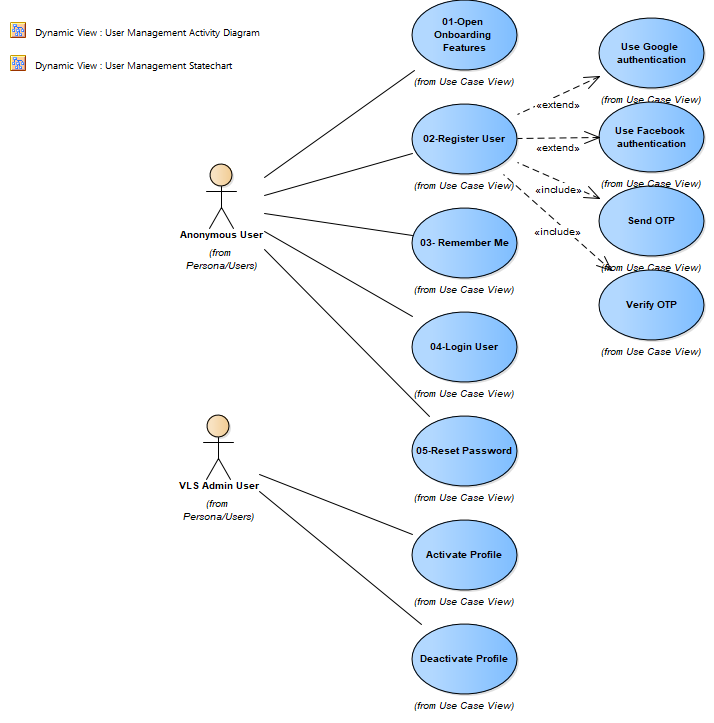 Dynamic View : User Management Activity Diagram
Dynamic View : User Management Statechart
01-Open
Onboarding
Features
(from Use Case View)
Use Google
authentication
(from Use Case View)
«extend»
02-Register User
(from Use Case View)
Use Facebook
authentication
(from Use Case View)
«extend»
«include»
Send OTP
(from Use Case View)
«include»
Verify OTP
(from Use Case View)
Anonymous User
(from
Persona/Users)
03- Remember Me
(from Use Case View)
04-Login User
(from Use Case View)
05-Reset Password
(from Use Case View)
VLS Admin User
(from
Persona/Users)
Activate Profile
(from Use Case View)
Deactivate Profile
(from Use Case View)